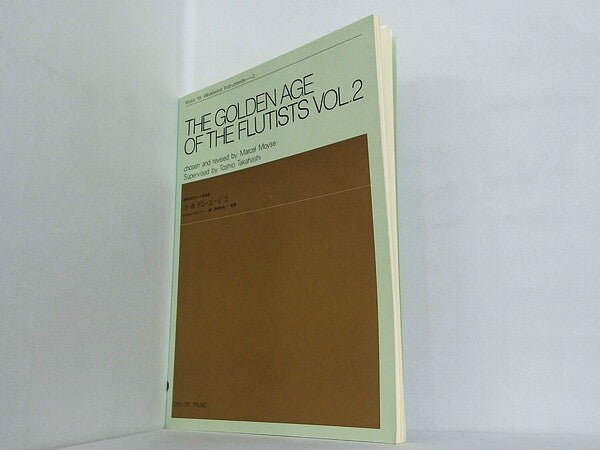 Music for Woodwind Instruments—3
THE GOLDEN AGE
OF THE FLUTISTS VOL.2
chosen and revised by Marcel Moyse
Supervised by Toshio Takahashi
ゴールデン・エージ 2
zen-on music